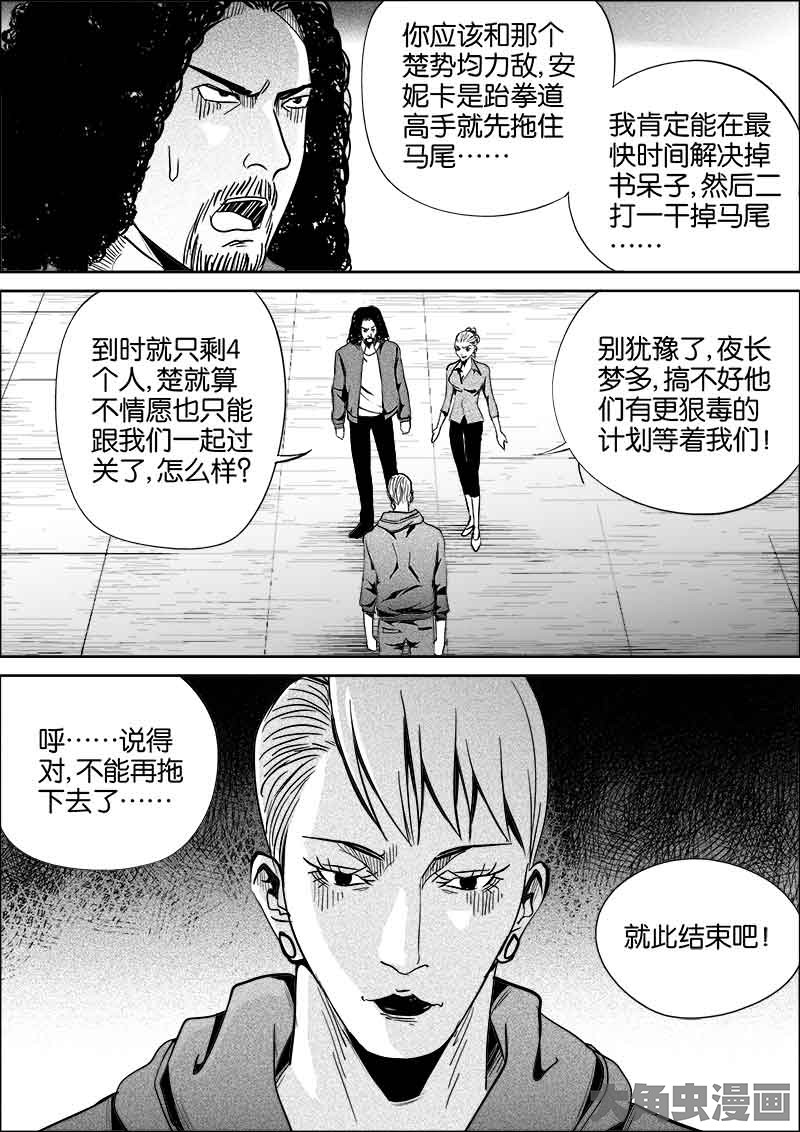 你应该和那个
楚势均力敌,安
妮卡是跆拳道
高手就先拖住
马尾……
我肯定能在最
快时间解决掉
书呆子,然后二
打一干掉马尾
……
到时就只剩4
个人,楚就算
不情愿也只能
跟我们一起过
关了,怎么样?
别犹豫了,夜长
梦多,搞不好他
们有更狠毒的
计划等着我们!
呼……说得
对,不能再拖
下去了……
就此结束吧!
大角虫漫画